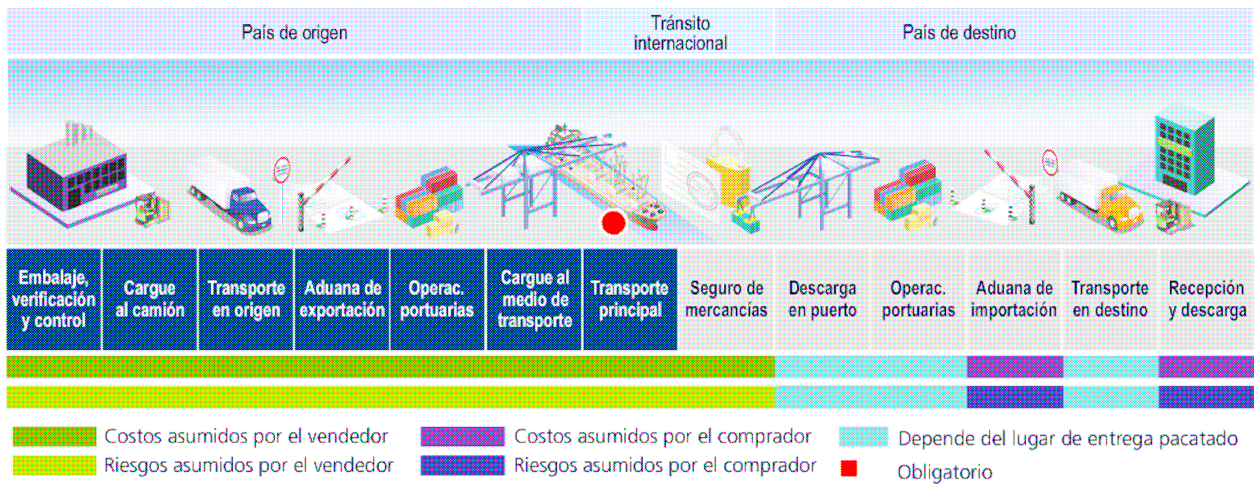 País de origen
Tránsito
internacional
País de destino
Embalaje,
verificación
y control
Cargue
al camión
Transporte
en origen
Aduana de
exportación
Operac.
portuarias
Cargue al
medio de
transporte
Transporte
principal
Seguro de
mercancías
Descarga
en puerto
Operac.
portuarias
Aduana de
importación
Transporte
en destino
Recepción
y descarga
Costos asumidos por el vendedor
Costos asumidos por el comprador
Depende del lugar de entrega pacatado
Riesgos asumidos por el vendedor
Riesgos asumidos por el comprador
Obligatorio